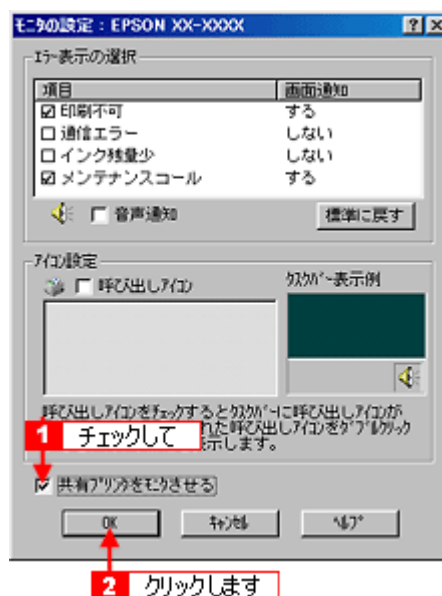 モニタの設定：EPSON XX-XXXX
エラー表示の選択
項目 画面通知
印刷不可 する
通信エラー しない
インク残量少 しない
メンテナンスコール する
音声通知 標準に戻す
アイコン設定
呼び出しアイコン タスクバー表示例
呼び出しアイコンをチェックするとタスクバーに呼び出しアイコンが
れた呼び出しアイコンをダブルクリック
示します。
1 チェックして
共有プリンタをモニタさせる
OK キャンセル ヘルプ
2 クリックします